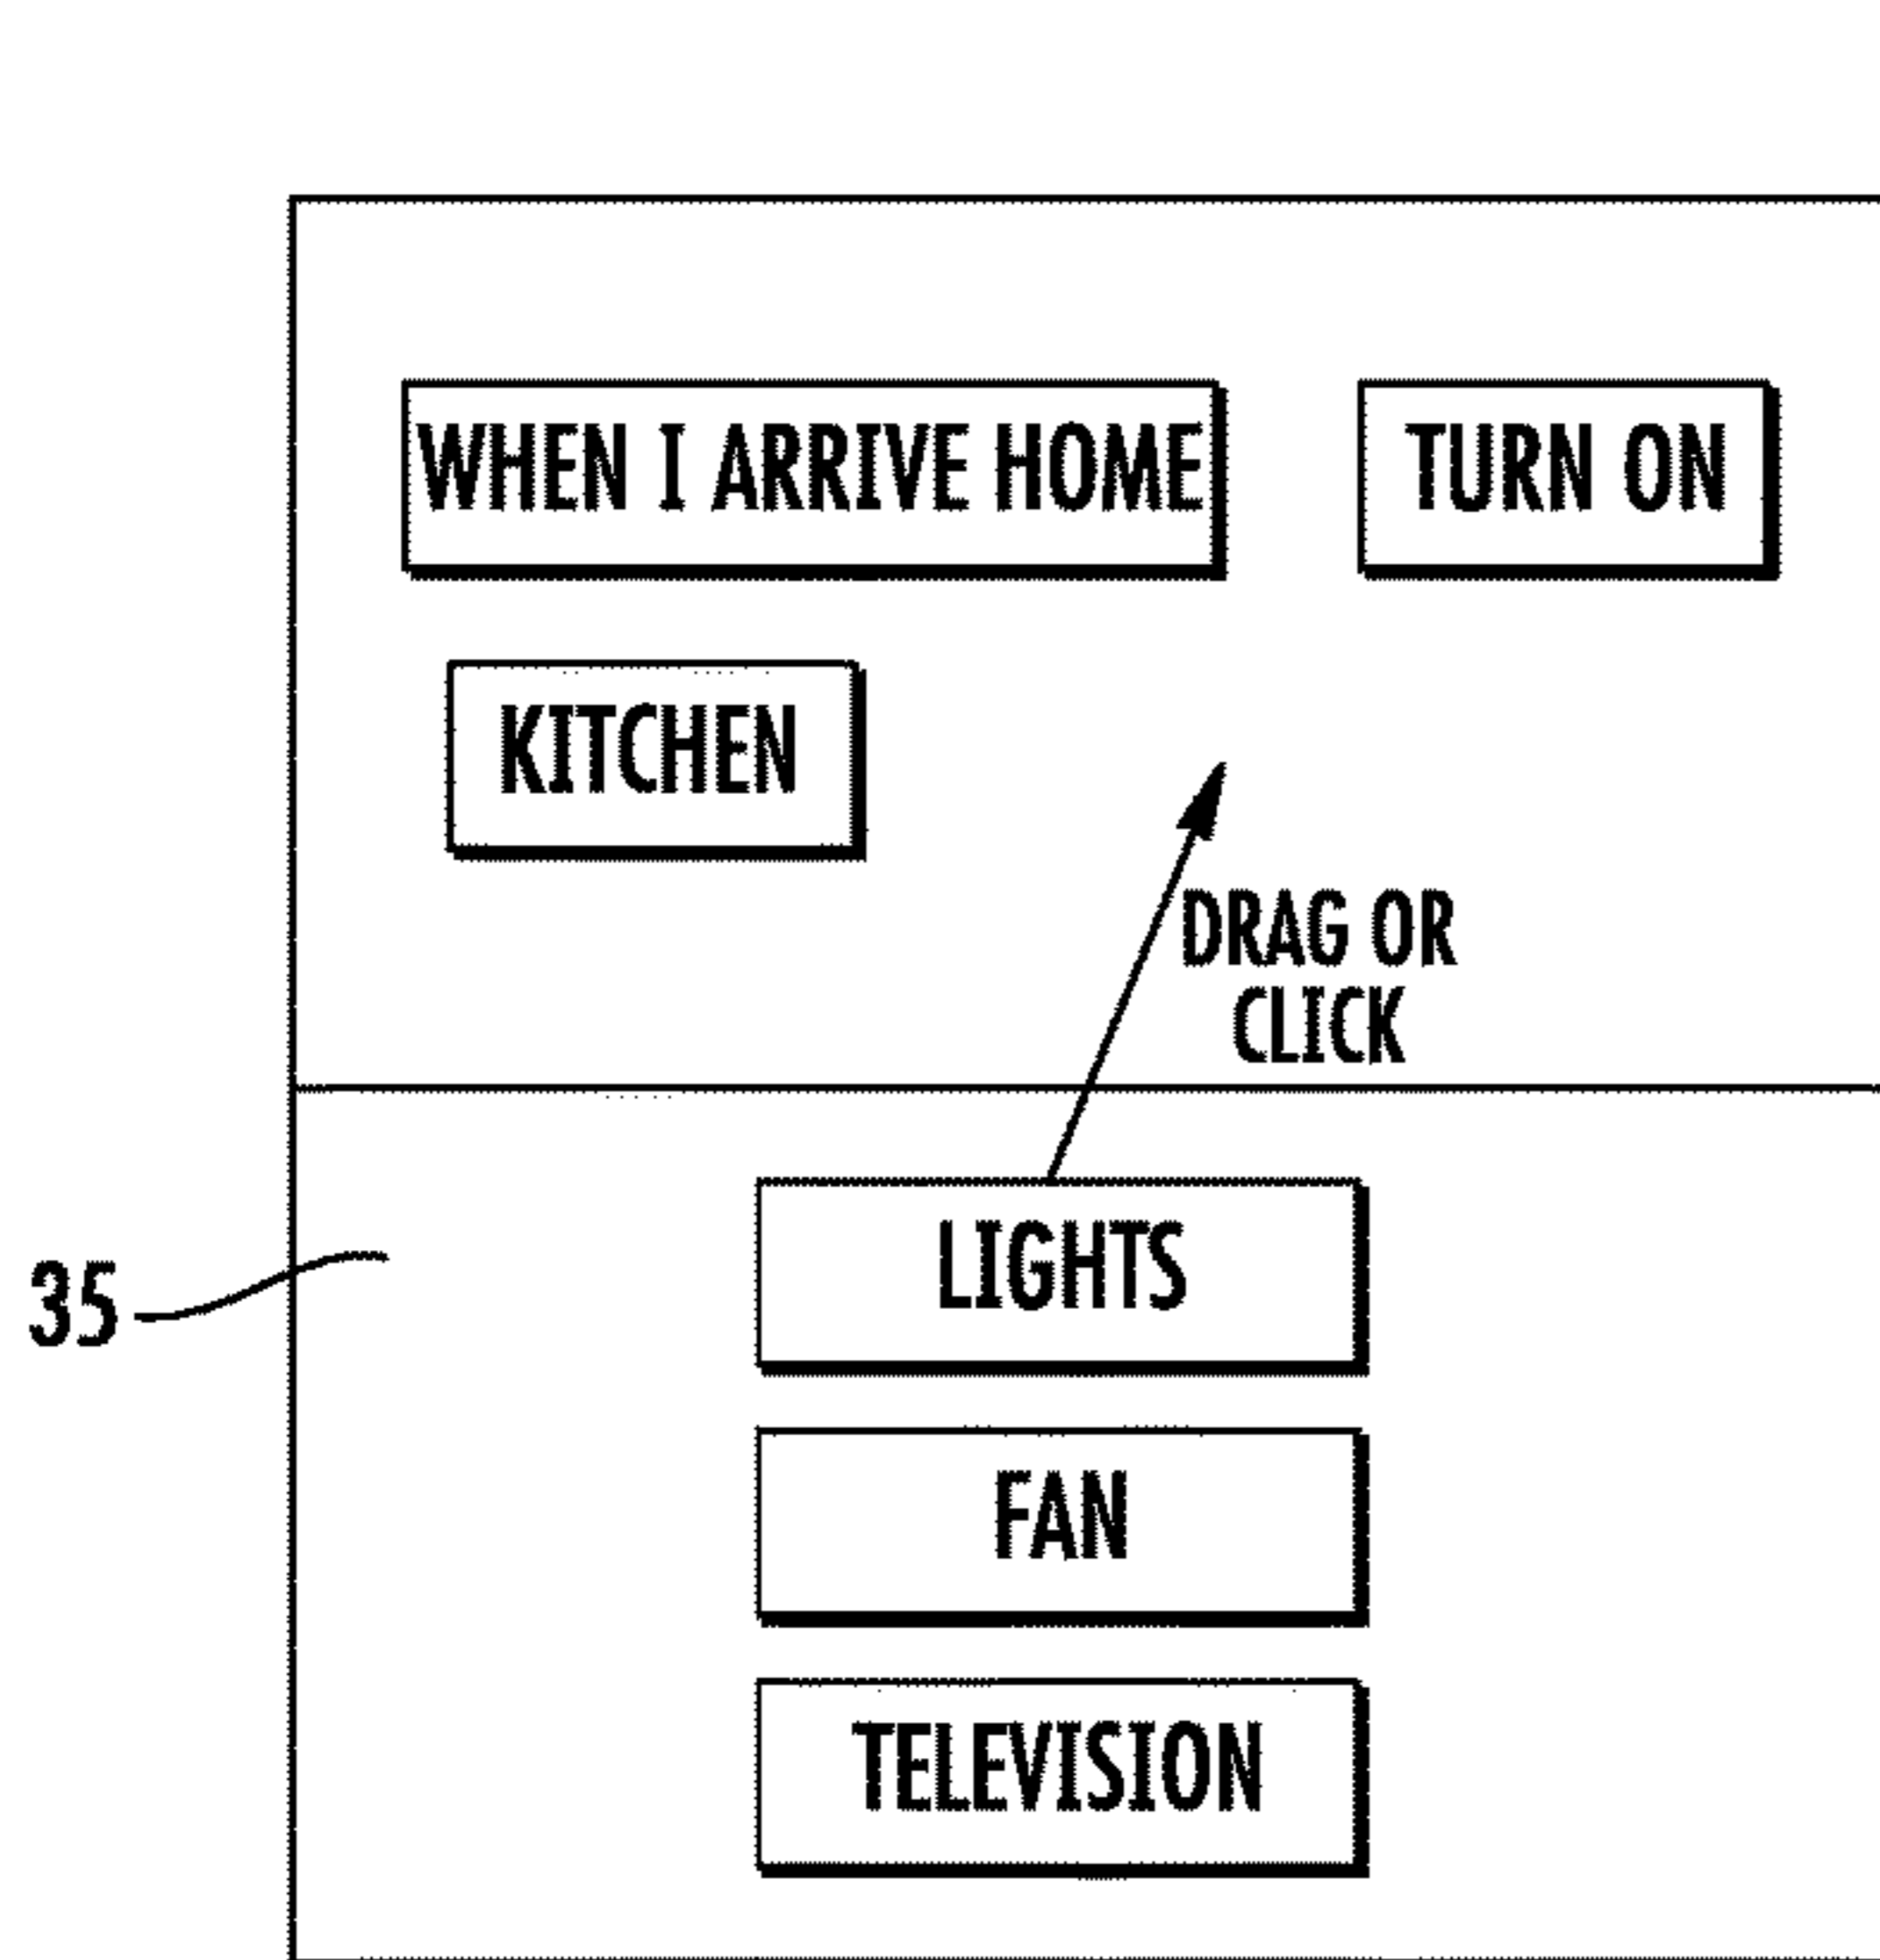 WHEN I ARRIVE HOME
TURN ON
KITCHEN
DRAG OR
CLICK
LIGHTS
35
FAN
TELEVISION